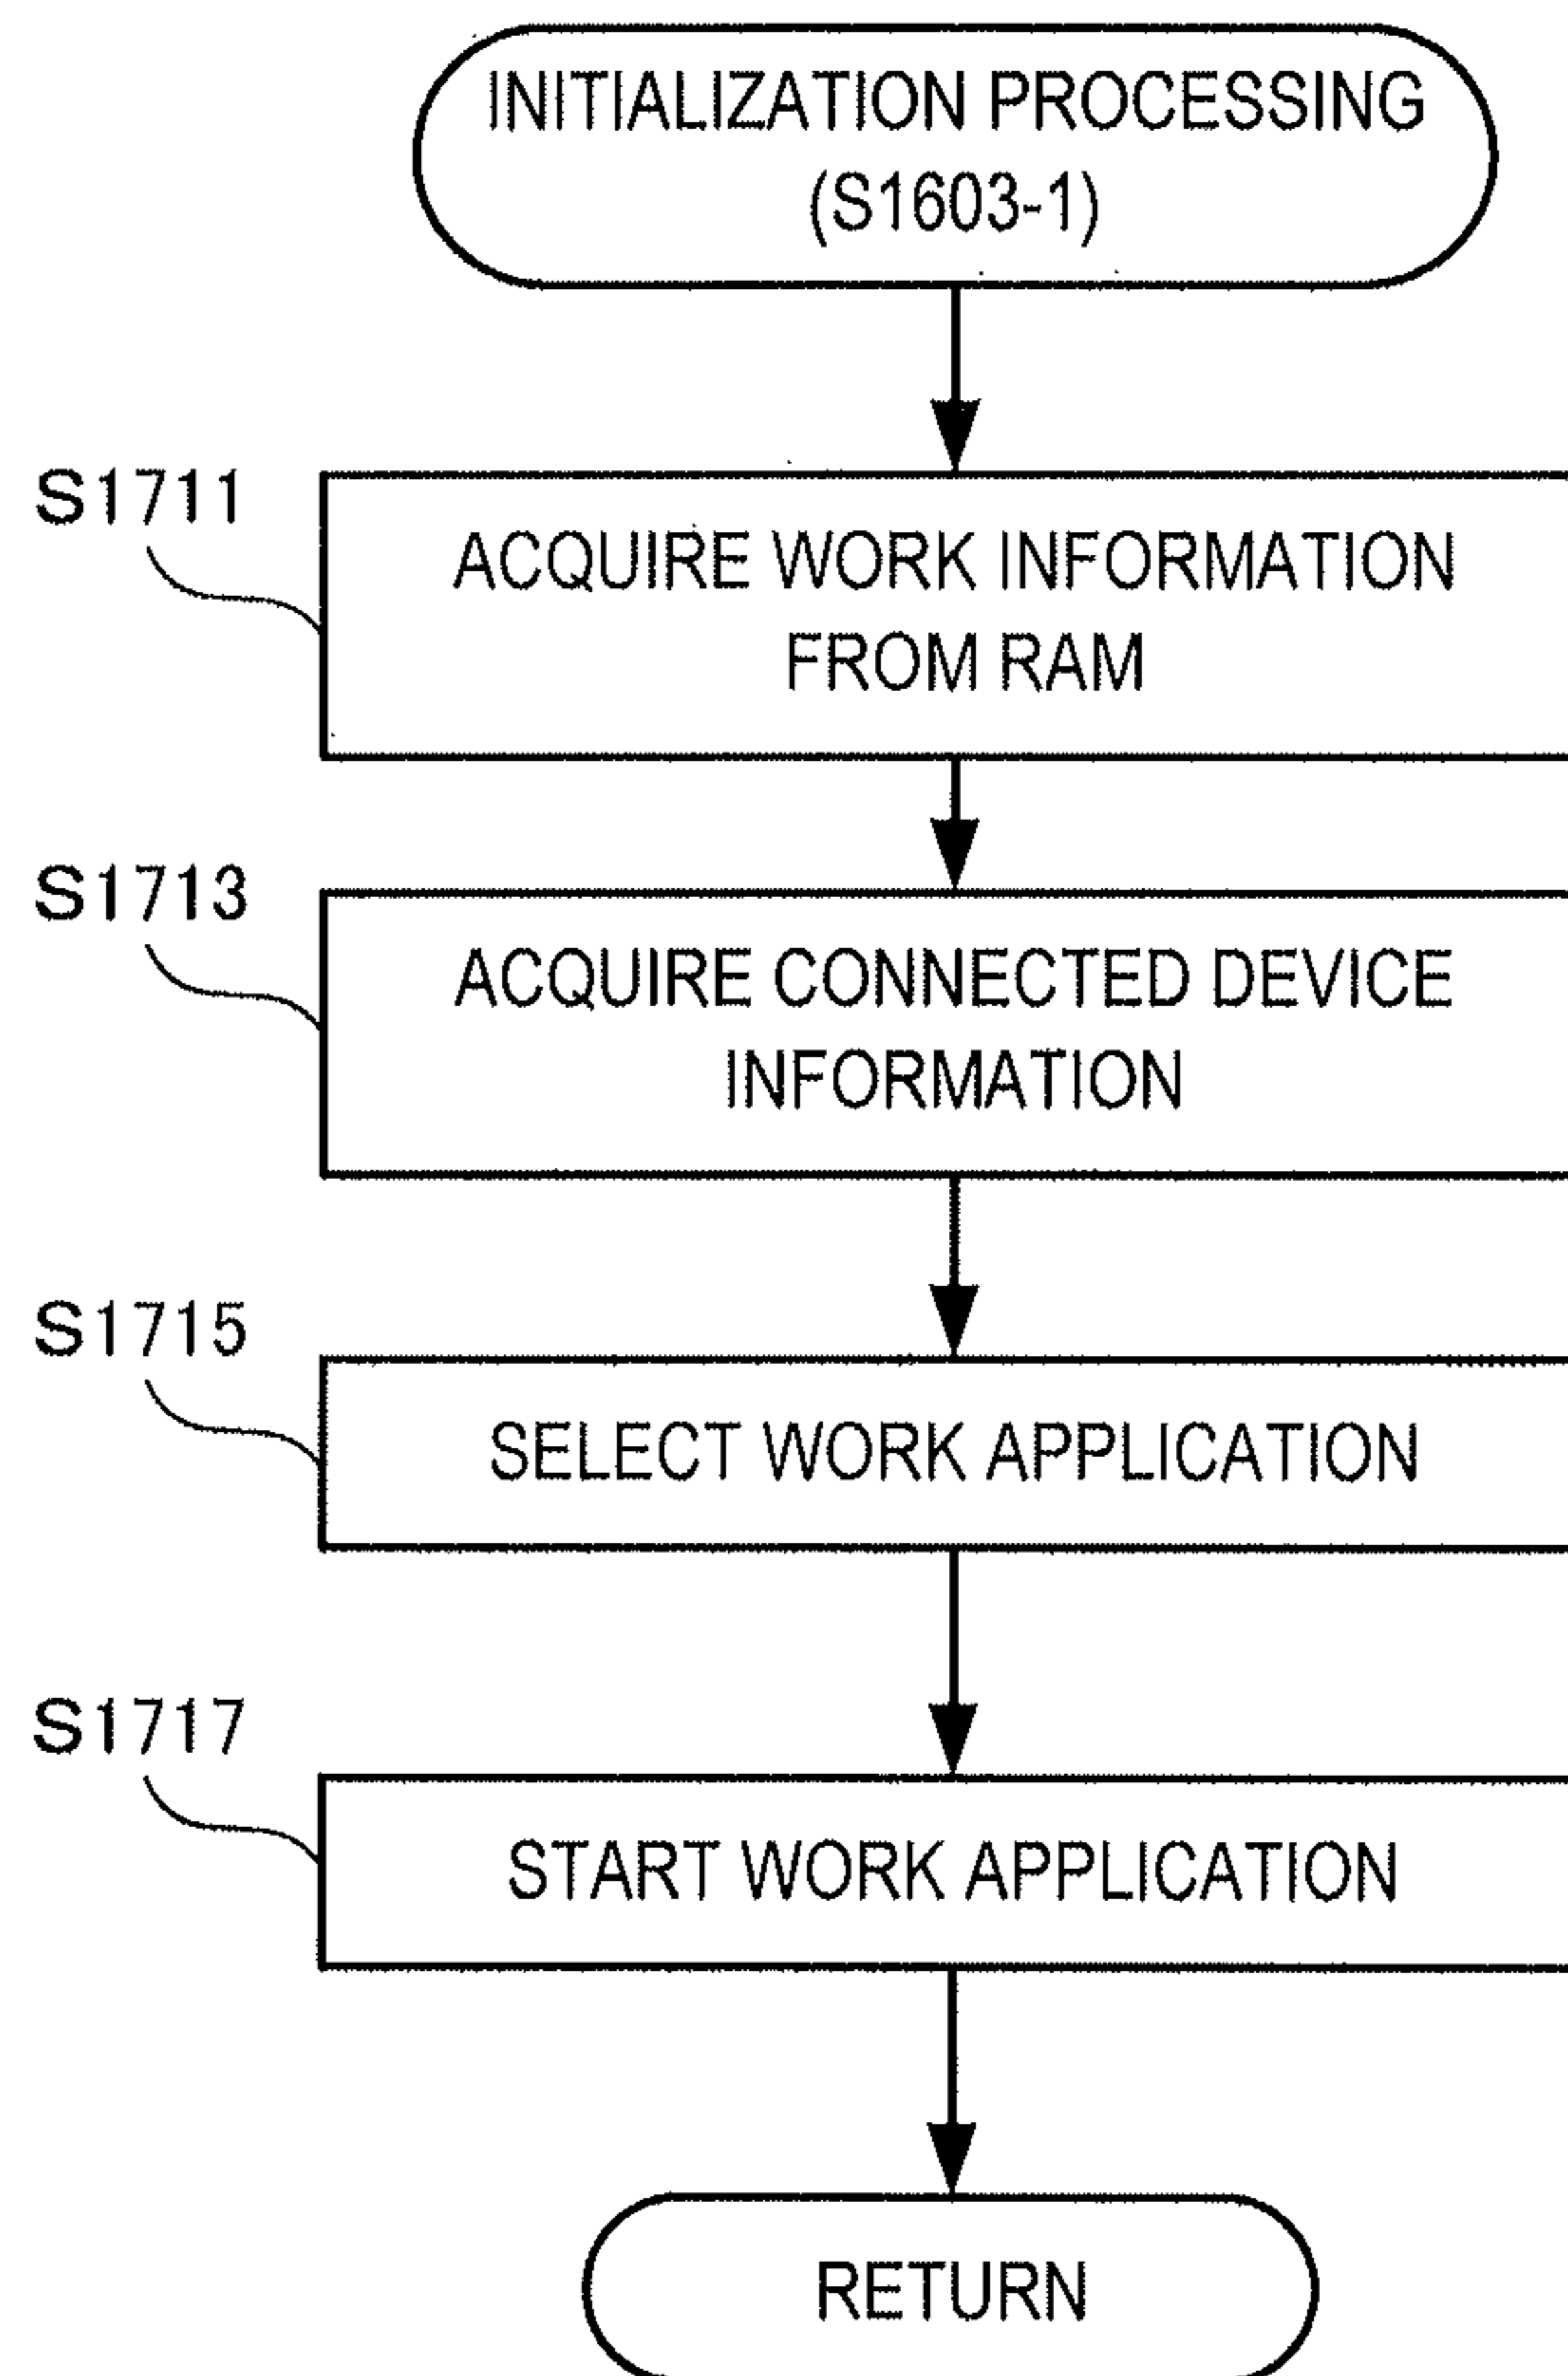 INITIALIZATION PROCESSING
(S1603-1)
S1711
ACQUIRE WORK INFORMATION
FROM RAM
S1713
ACQUIRE CONNECTED DEVICE
INFORMATION
S1715
SELECT WORK APPLICATION
S1717
START WORK APPLICATION
RETURN